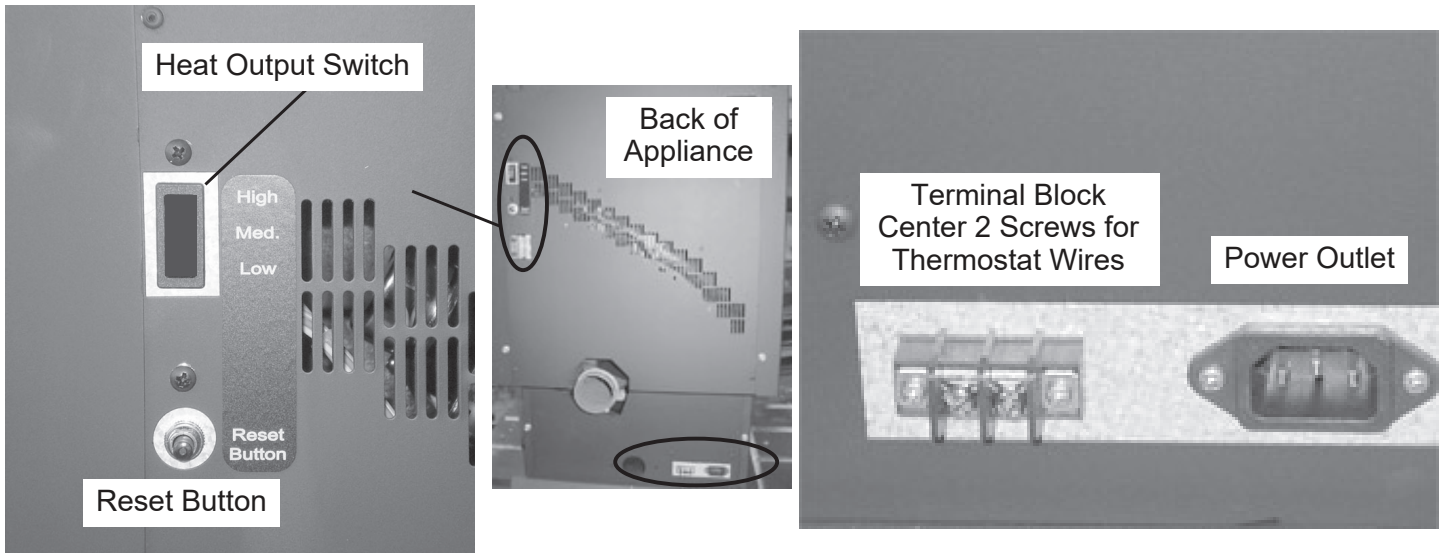 Heat Output Switch
High
Med.
Low
Reset
Button
Reset Button
Back of
Appliance
Terminal Block
Center 2 Screws for
Thermostat Wires
Power Outlet